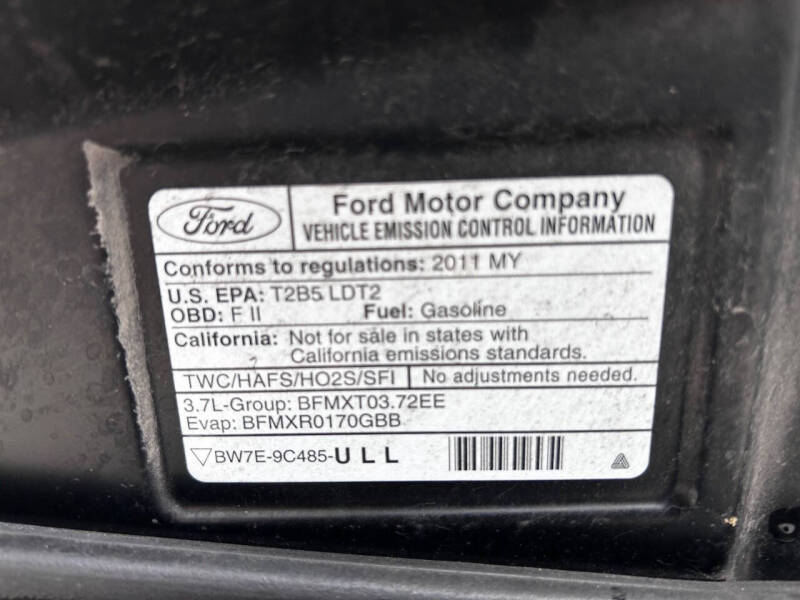 Ford
Ford Motor Company
VEHICLE EMISSION CONTROL INFORMATION
Conforms to regulations: 2011 MY
U.S. EPA: T2B5 LDT2
OBD: F II Fuel: Gasoline
California: Not for sale in states with
California emissions standards.
TWC/HAFS/HO2S/SFI No adjustments needed.
3.7L-Group: BFMXT03.72EE
Evap: BFMXR0170GBB
BW7E-9C485-ULL